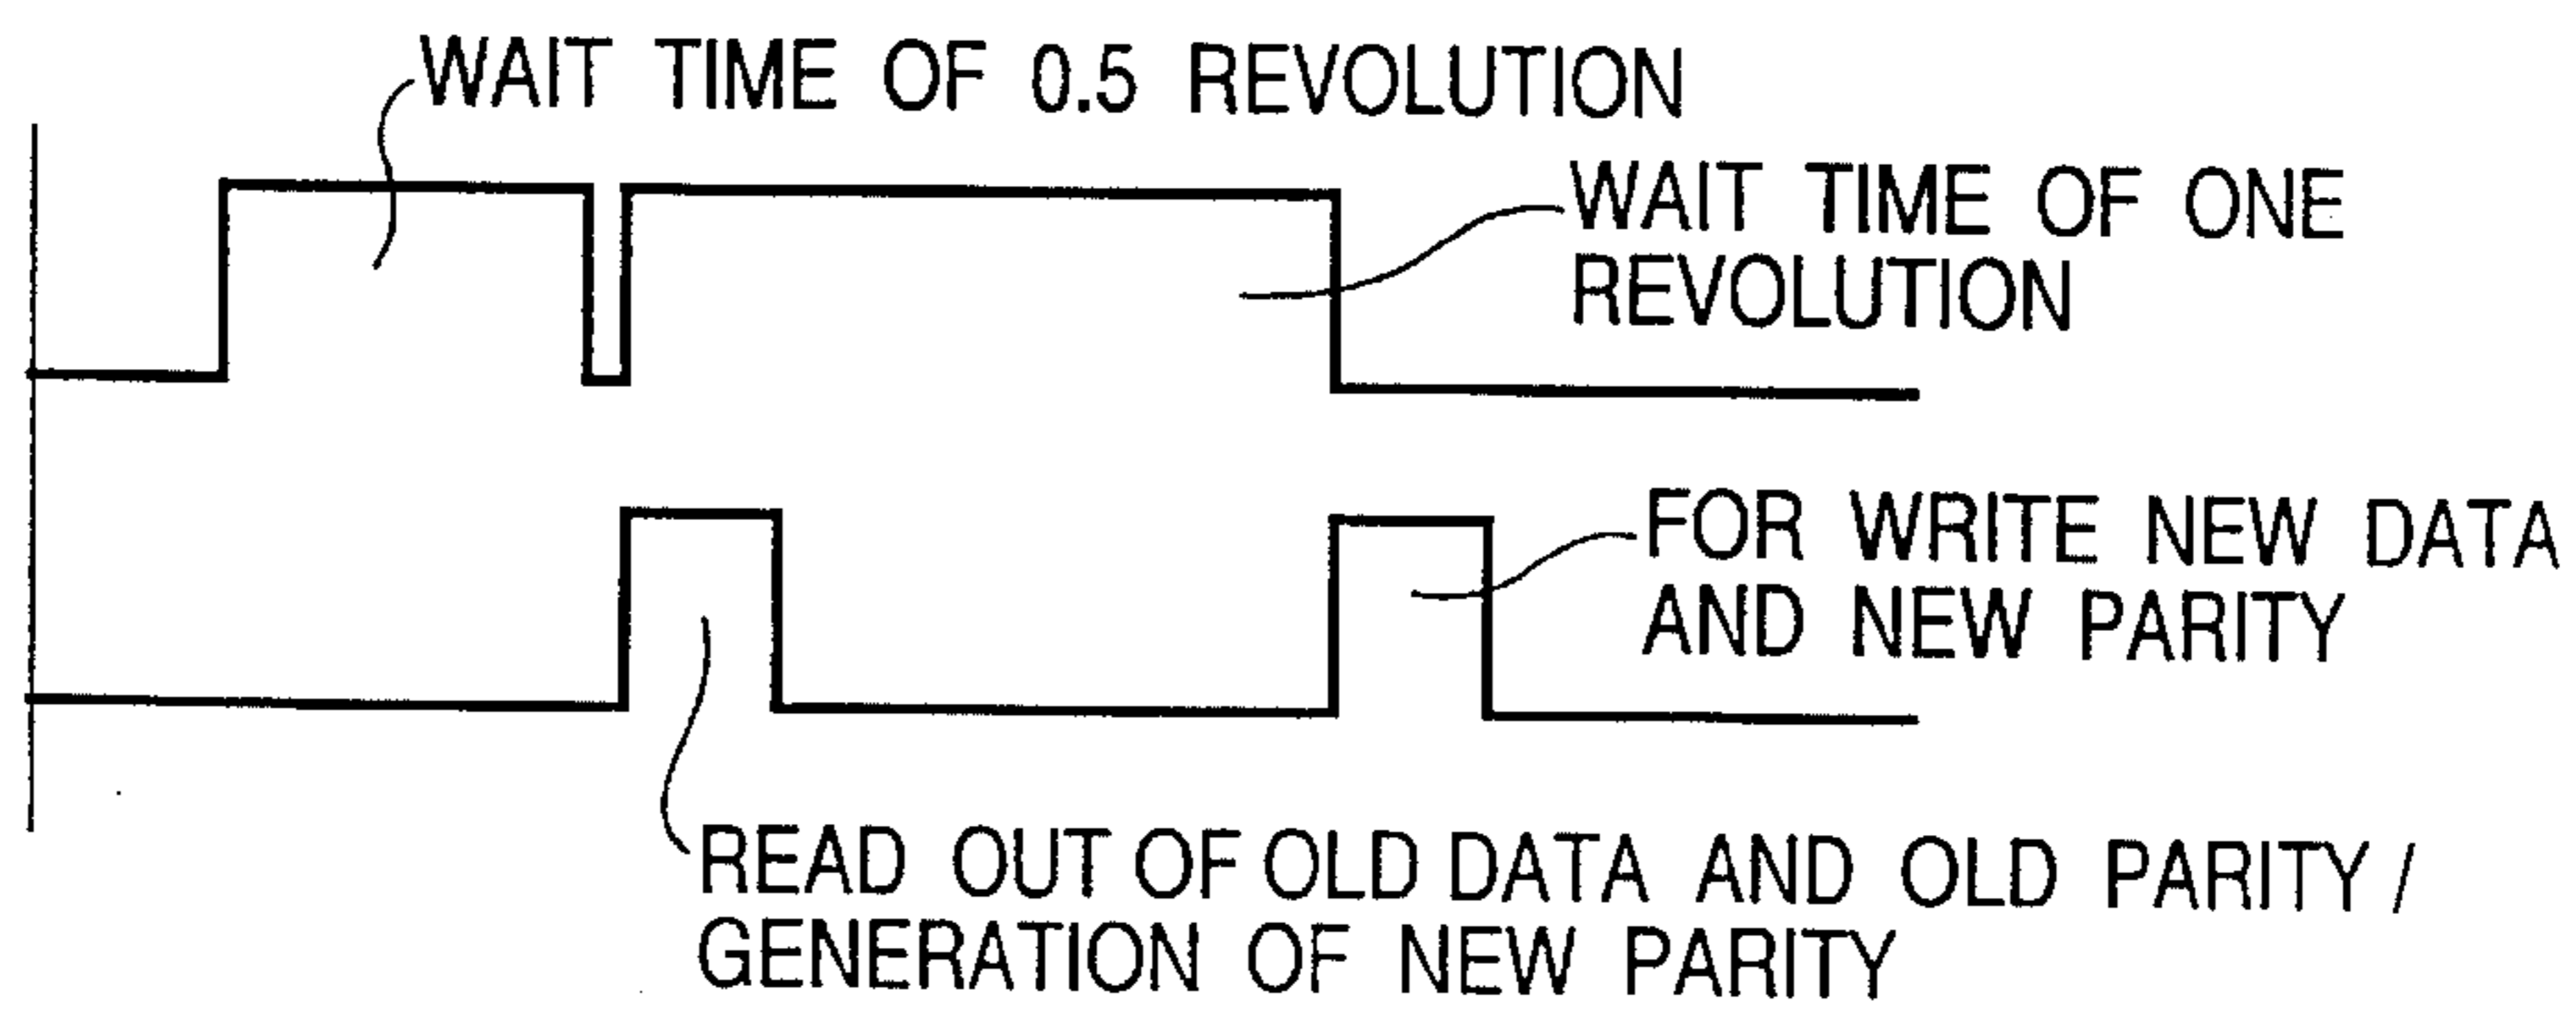 WAIT TIME OF 0.5 REVOLUTION
WAIT TIME OF ONE
REVOLUTION
FOR WRITE NEW DATA
AND NEW PARITY
READ OUT OF OLD DATA AND OLD PARITY /
GENERATION OF NEW PARITY